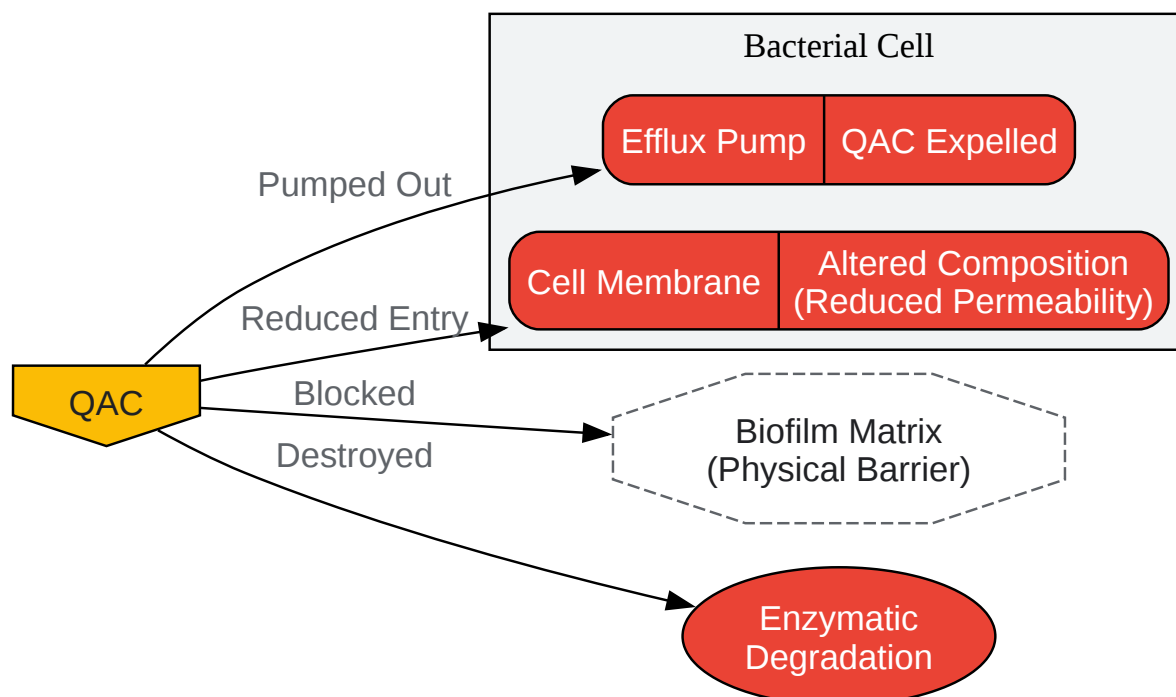 Bacterial Cell
Efflux Pump
QAC Expelled
Pumped Out
Cell Membrane
Altered Composition
(Reduced Permeability)
Reduced Entry
QAC
Blocked
Biofilm Matrix
(Physical Barrier)
Destroyed
Enzymatic
Degradation